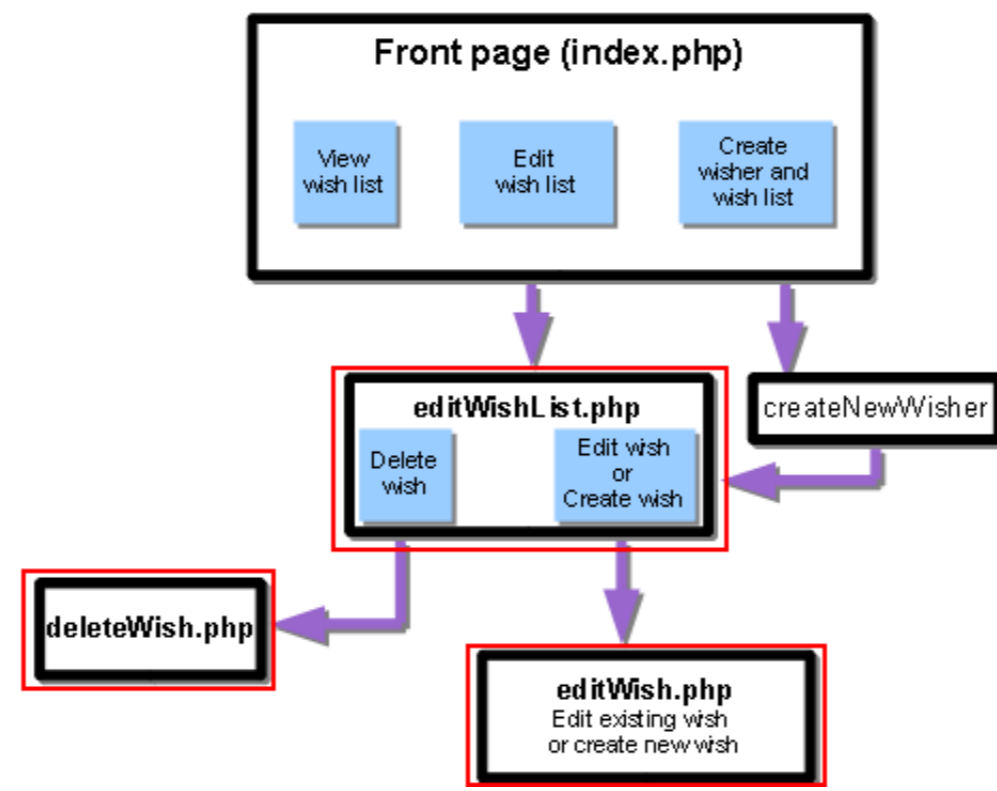 Front page (index.php)
View
wish list
Edit
wish list
Create
wisher and
wish list
editWishList.php
Delete
wish
Edit wish
or
Create wish
createNewWisher
deleteWish.php
editWish.php
Edit existing wish
or create new wish